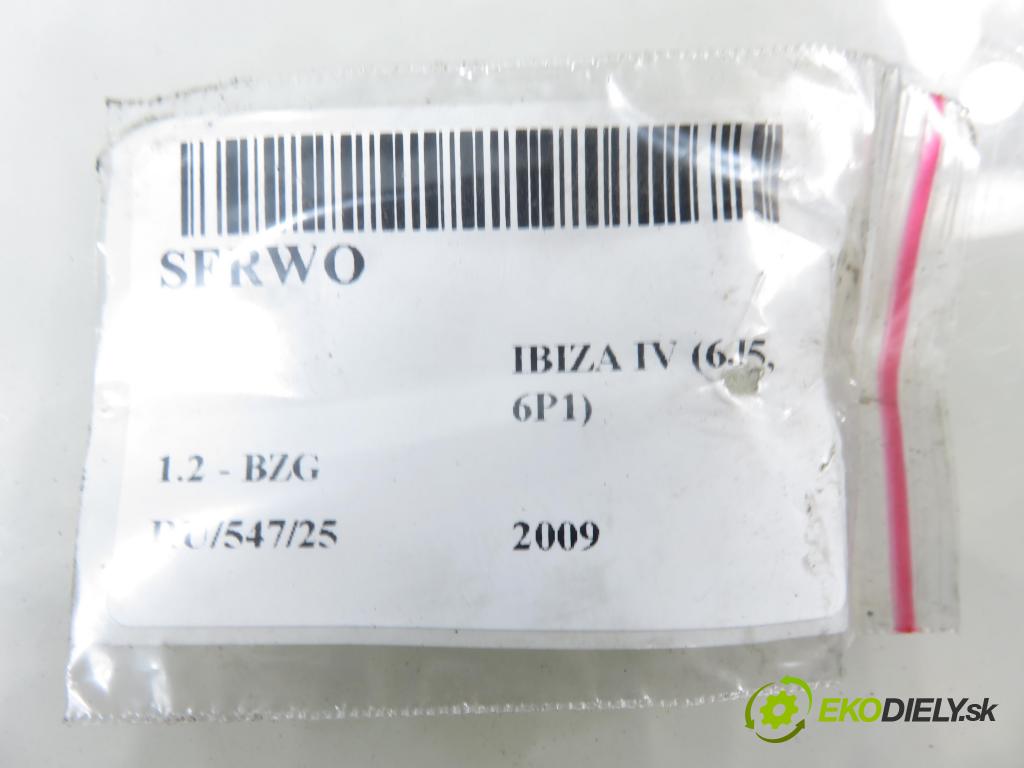 SERWO
IBIZA IV (6J5,
6P1)
1.2 - BZG
2009
EKODIELY.sk